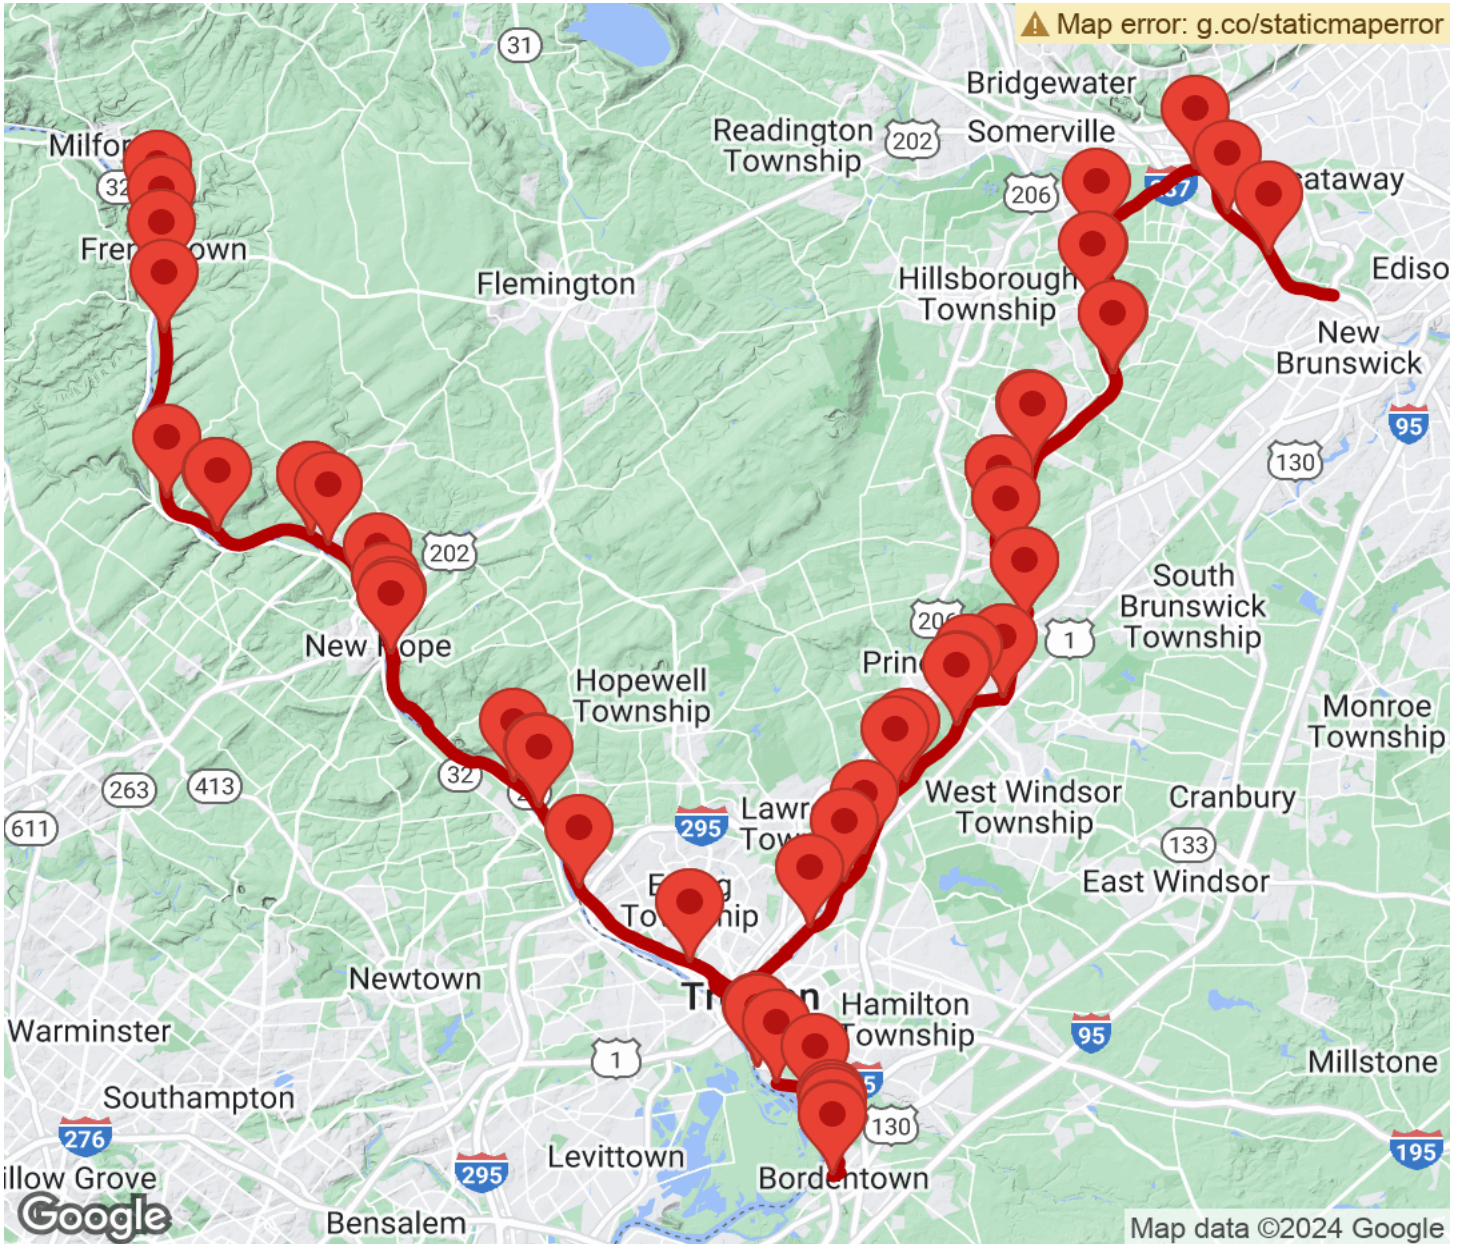 Map error: g.co/staticmaperror
31
Bridgewater
Readington
Township
202
Somerville
Milfor
32
206
Fren
own
Flemington
Hillsborough
Township
Ediso
New
Brunswick
95
130
202
South
Brunswick
Township
206
1
New
ope
Princ
Hopewell
Township
Monroe
Township
32
263
413
611
295
Lawr
West Windsor
Township
Cranbury
133
East Windsor
Newtown
Hamilton
Township
Warminster
1
95
Millstone
Southampton
276
130
195
Levittown
295
Bordentown
illow Grove
Google
Bensalem
Map data ©2024 Google